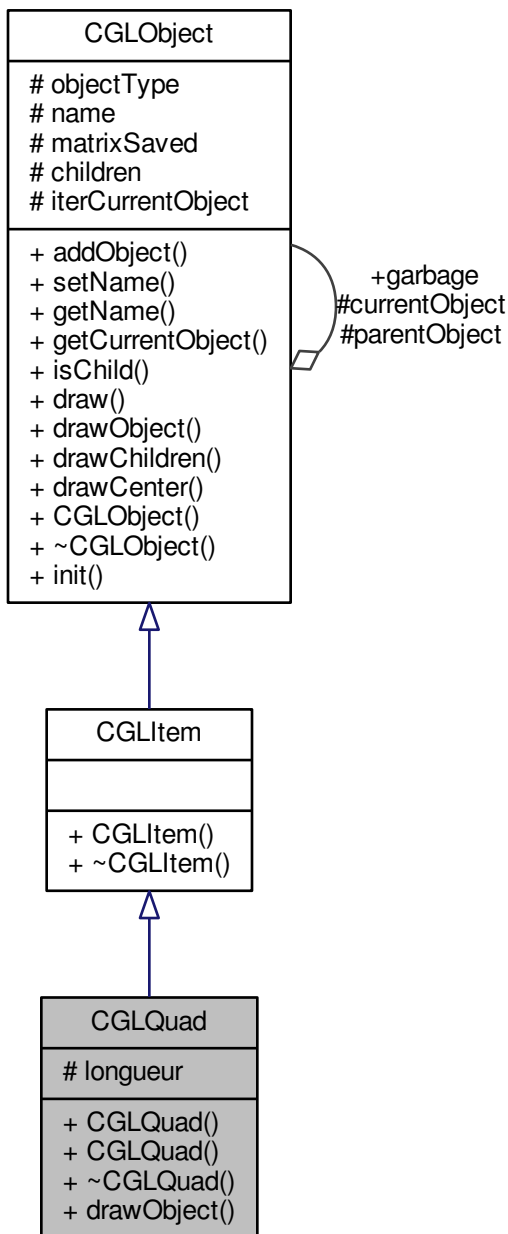 CGLObject
# objectType
# name
# matrixSaved
# children
# iterCurrentObject
+ addObject()
+ setName()
+ getName()
+ getCurrentObject()
+ isChild()
+ draw()
+ drawObject()
+ drawChildren()
+ drawCenter()
+ CGLObject()
+ ~CGLObject()
+ init()
+garbage
#currentObject
#parentObject
CGLItem
+ CGLItem()
+ ~CGLItem()
CGLQuad
# longueur
+ CGLQuad()
+ CGLQuad()
+ ~CGLQuad()
+ drawObject()